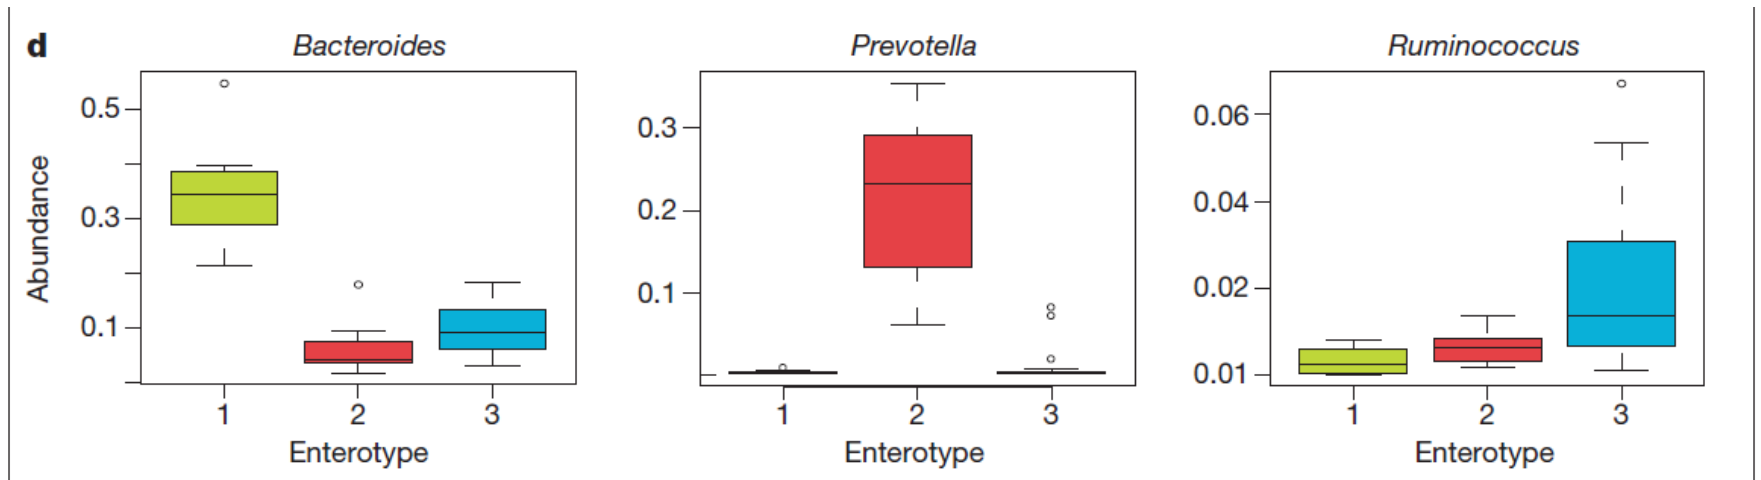 d
Bacteroides
Abundance
0.5
0.3
0.1
1 2 3
Enterotype
Prevotella
0.3
0.2
0.1
1 2 3
Enterotype
Ruminococcus
0.06
0.04
0.02
0.01
1 2 3
Enterotype